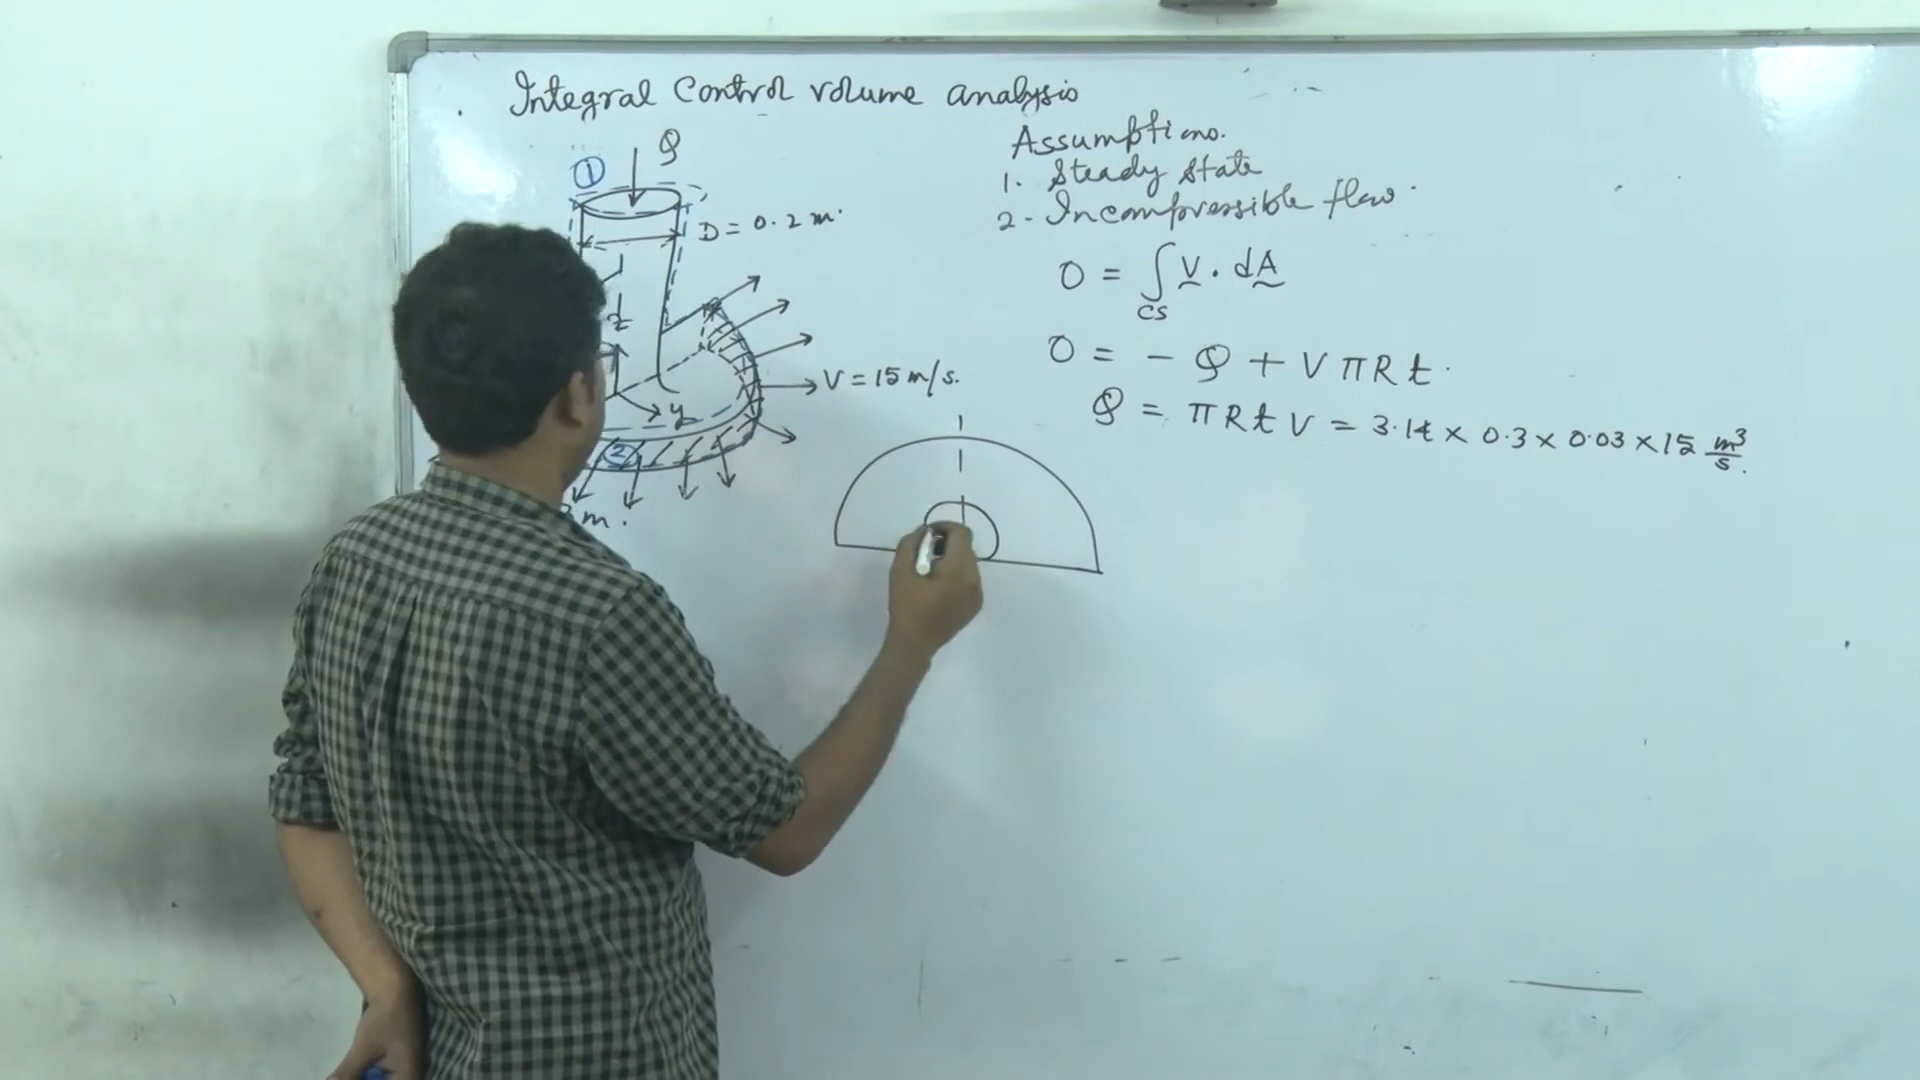 Integral Control volume analysis
Q
①
D = 0.2 m.
z
V = 15 m/s.
y
②
m.
Assumptions.
1. Steady state
2. Incompressible flow.
0 = ∫ V . dA
CS
0 = - Q + V π R t.
Q = π R t V = 3.14 × 0.3 × 0.03 × 15 m³/s.